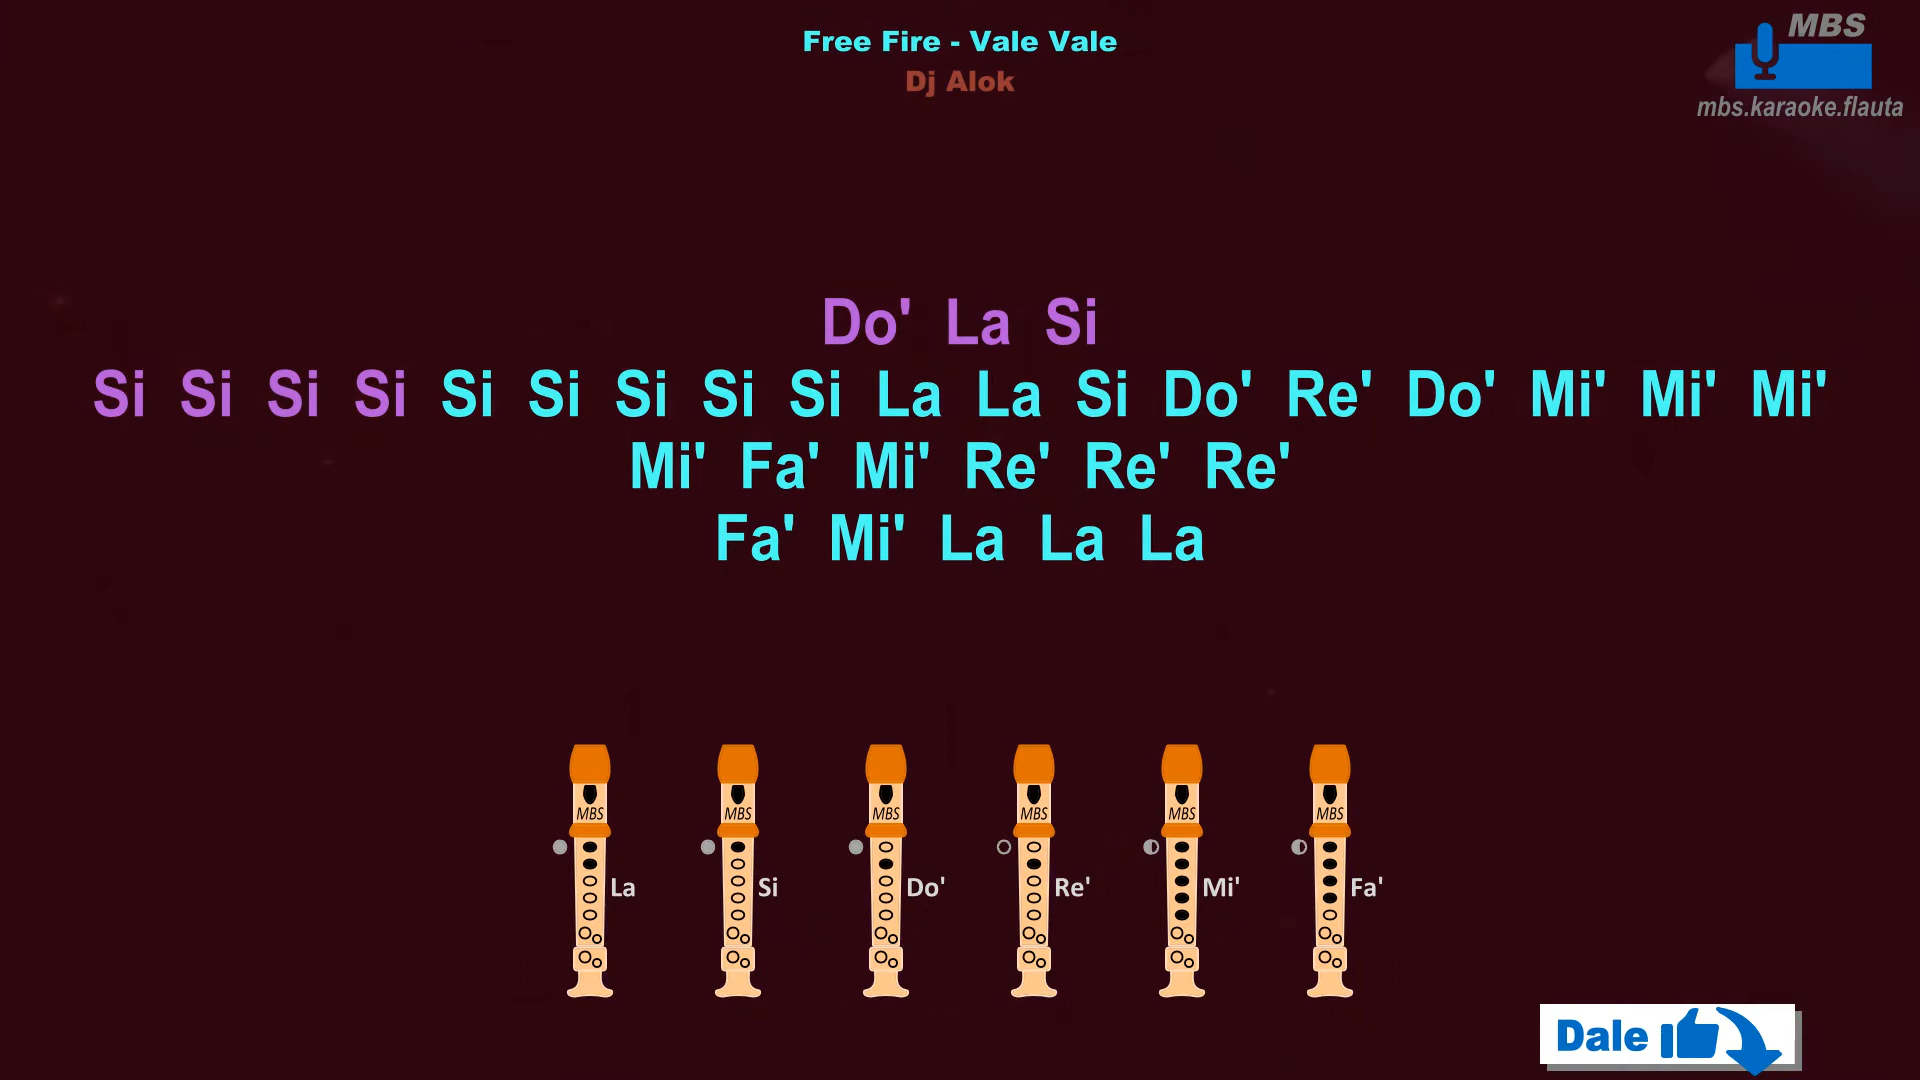 Free Fire - Vale Vale
Dj Alok
MBS
mbs.karaoke.flauta
Do' La Si
Si Si Si Si Si Si Si Si Si La La Si Do' Re' Do' Mi' Mi' Mi'
Mi' Fa' Mi' Re' Re' Re'
Fa' Mi' La La La
MBS MBS MBS MBS MBS MBS
La Si Do' Re' Mi' Fa'
Dale